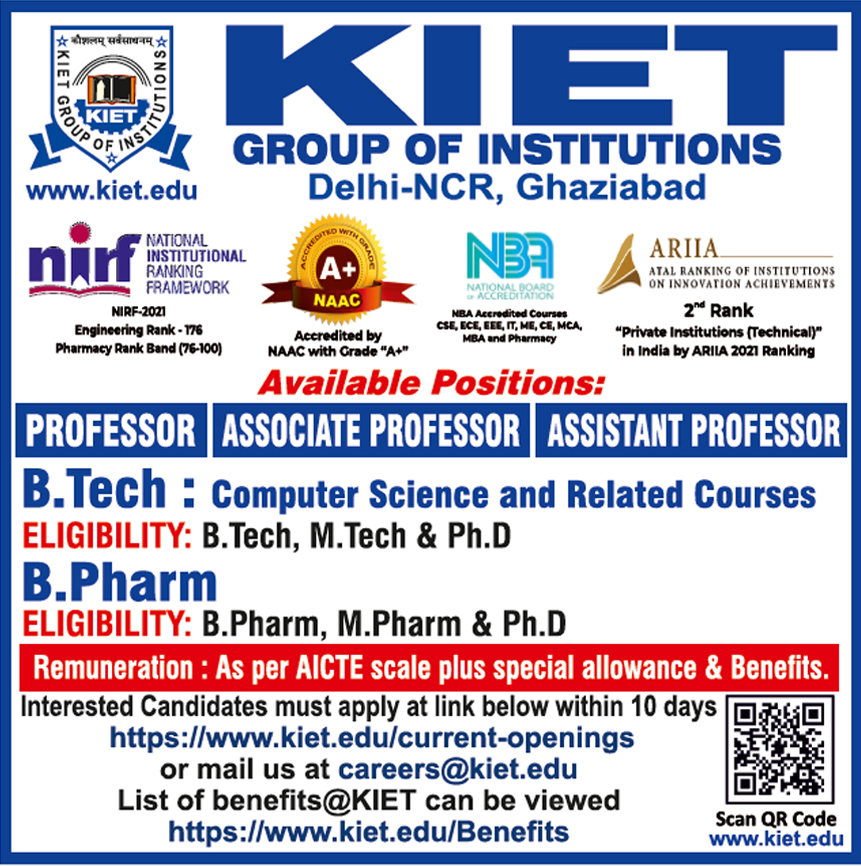 कौशलम् सर्वसाधनम्
KIET GROUP OF INSTITUTIONS
KIET
www.kiet.edu
KIET
GROUP OF INSTITUTIONS
Delhi-NCR, Ghaziabad
nirf
NATIONAL
INSTITUTIONAL
RANKING
FRAMEWORK
NIRF-2021
Engineering Rank - 176
Pharmacy Rank Band (76-100)
ACCREDITED WITH GRADE
A+
NAAC
Accredited by
NAAC with Grade “A+”
NBA
NATIONAL BOARD
OF ACCREDITATION
NBA Accredited Courses
CSE, ECE, EEE, IT, ME, CE, MCA,
MBA and Pharmacy
ARIIA
ATAL RANKING OF INSTITUTIONS
ON INNOVATION ACHIEVEMENTS
2nd Rank
“Private Institutions (Technical)”
in India by ARIIA 2021 Ranking
Available Positions:
PROFESSOR
ASSOCIATE PROFESSOR
ASSISTANT PROFESSOR
B.Tech : Computer Science and Related Courses
ELIGIBILITY: B.Tech, M.Tech & Ph.D
B.Pharm
ELIGIBILITY: B.Pharm, M.Pharm & Ph.D
Remuneration : As per AICTE scale plus special allowance & Benefits.
Interested Candidates must apply at link below within 10 days
https://www.kiet.edu/current-openings
or mail us at careers@kiet.edu
List of benefits@KIET can be viewed
https://www.kiet.edu/Benefits
Scan QR Code
www.kiet.edu